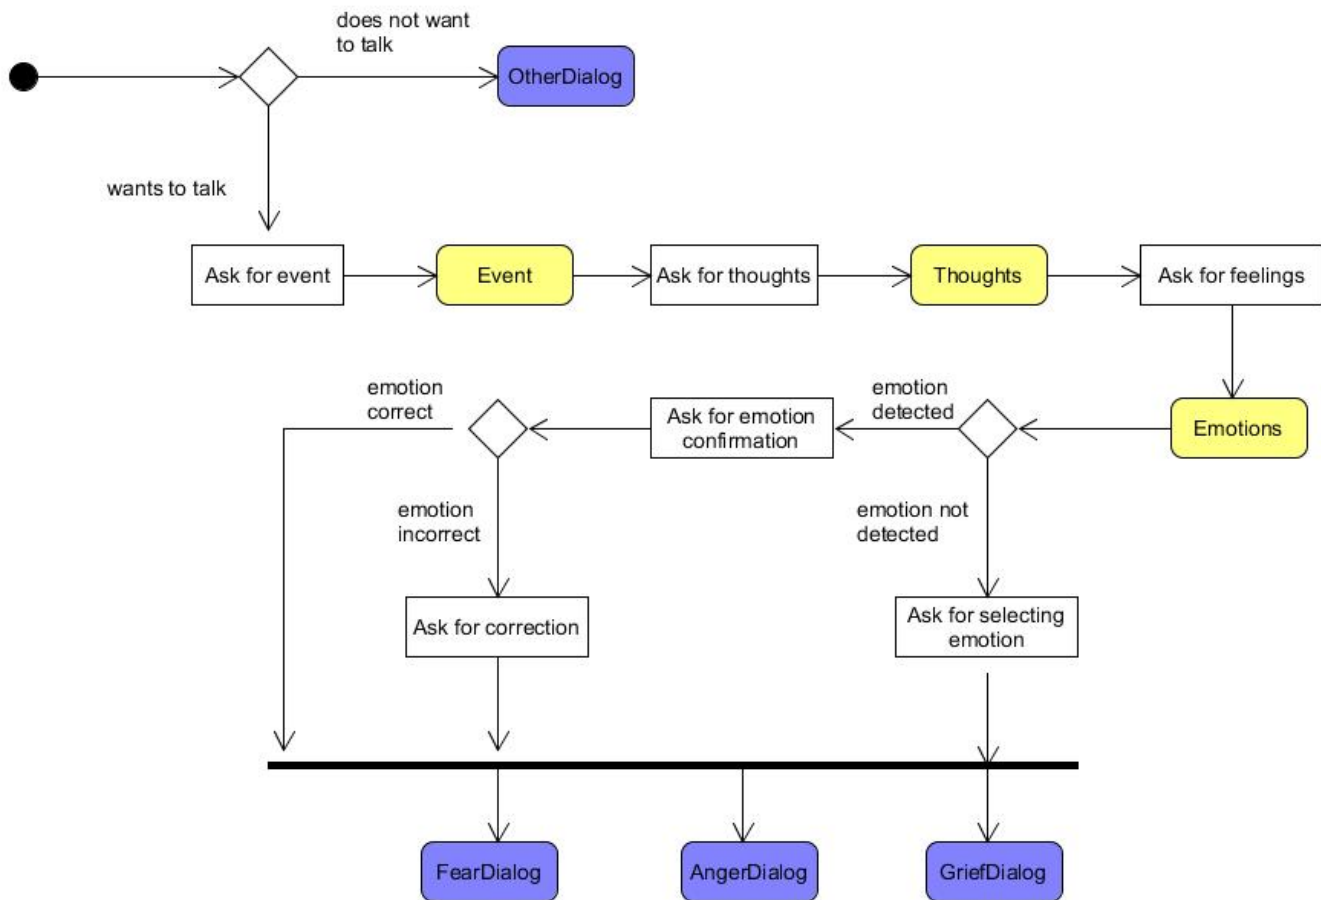 does not want
to talk
OtherDialog
wants to talk
Ask for event
Event
Ask for thoughts
Thoughts
Ask for feelings
emotion
correct
Ask for emotion
confirmation
emotion
detected
Emotions
emotion
incorrect
emotion not
detected
Ask for correction
Ask for selecting
emotion
FearDialog
AngerDialog
GriefDialog